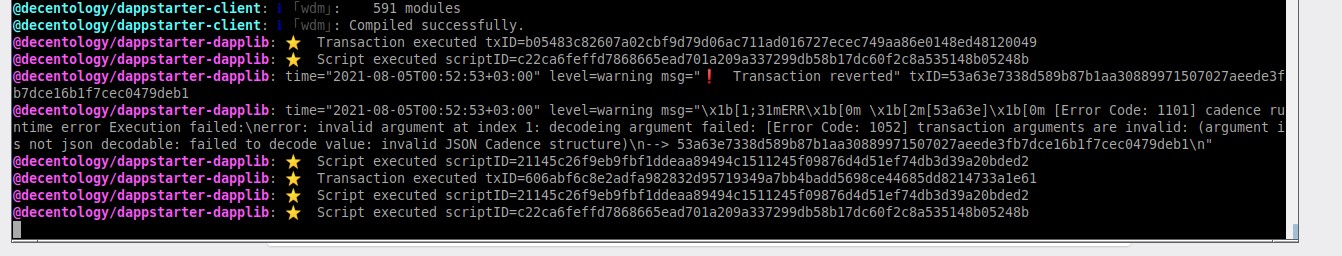 @decentology/dappstarter-client: ℹ ｢wdm｣:    591 modules
@decentology/dappstarter-client: ℹ ｢wdm｣: Compiled successfully.
@decentology/dappstarter-dapplib: ⭐  Transaction executed txID=b05483c82607a02cbf9d79d06ac711ad016727ecec749aa86e0148ed48120049
@decentology/dappstarter-dapplib: ⭐  Script executed scriptID=c22ca6feffd7868665ead701a209a337299db58b17dc60f2c8a535148b05248b
@decentology/dappstarter-dapplib: time="2021-08-05T00:52:53+03:00" level=warning msg="❗  Transaction reverted" txID=53a63e7338d589b87b1aa30889971507027aeede3f
b7dce16b1f7cec0479deb1
@decentology/dappstarter-dapplib: time="2021-08-05T00:52:53+03:00" level=warning msg="\x1b[1;31mERR\x1b[0m \x1b[2m[53a63e]\x1b[0m [Error Code: 1101] cadence ru
ntime error Execution failed:\nerror: invalid argument at index 1: decodeing argument failed: [Error Code: 1052] transaction arguments are invalid: (argument i
s not json decodable: failed to decode value: invalid JSON Cadence structure)\n--> 53a63e7338d589b87b1aa30889971507027aeede3fb7dce16b1f7cec0479deb1\n"
@decentology/dappstarter-dapplib: ⭐  Script executed scriptID=21145c26f9eb9fbf1ddeaa89494c1511245f09876d4d51ef74db3d39a20bded2
@decentology/dappstarter-dapplib: ⭐  Transaction executed txID=606abf6c8e2adfa982832d95719349a7bb4badd5698ce44685dd8214733a1e61
@decentology/dappstarter-dapplib: ⭐  Script executed scriptID=21145c26f9eb9fbf1ddeaa89494c1511245f09876d4d51ef74db3d39a20bded2
@decentology/dappstarter-dapplib: ⭐  Script executed scriptID=c22ca6feffd7868665ead701a209a337299db58b17dc60f2c8a535148b05248b